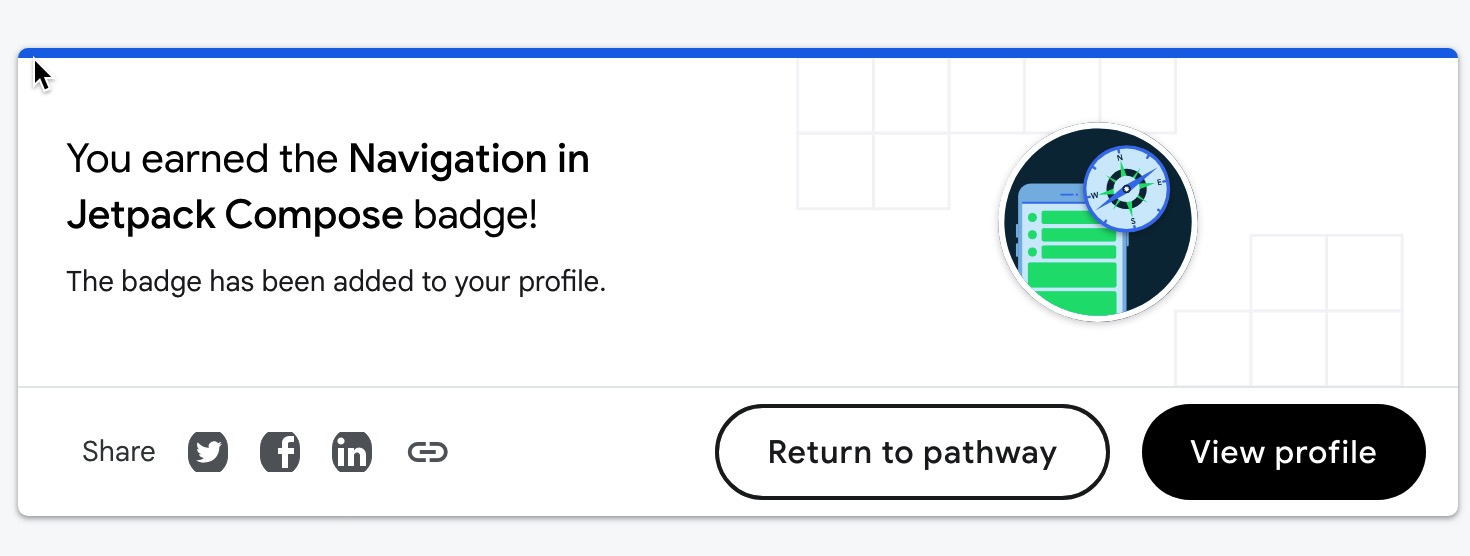 You earned the Navigation in
Jetpack Compose badge!
The badge has been added to your profile.
N
E
W
S
Share
Return to pathway
View profile